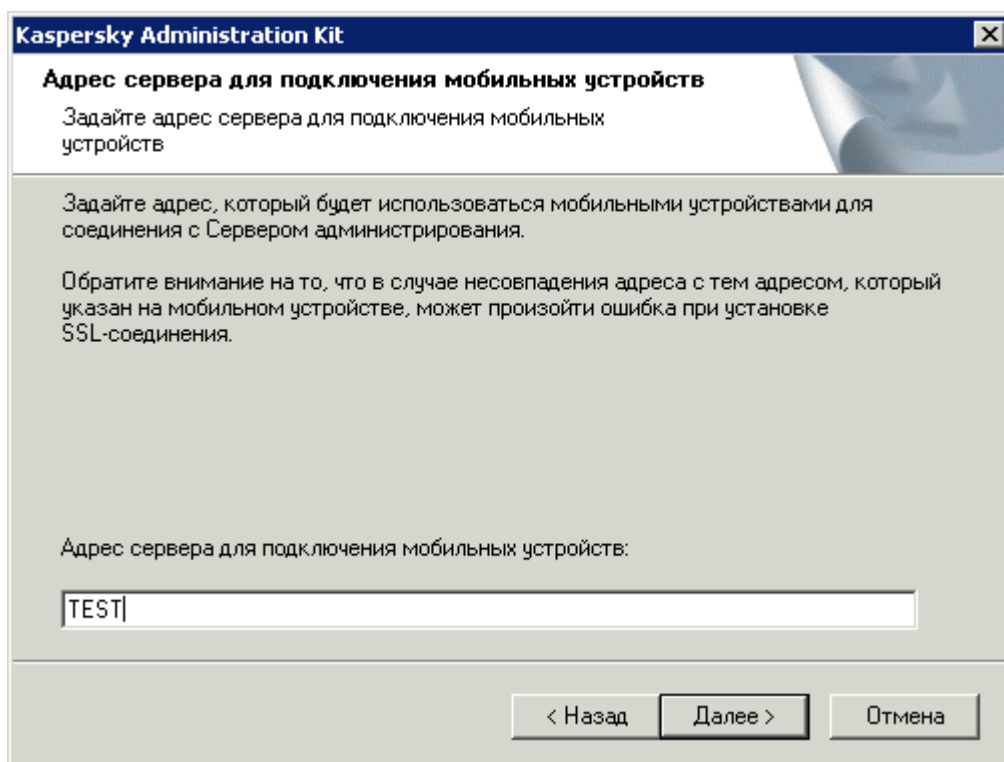 Kaspersky Administration Kit
Адрес сервера для подключения мобильных устройств
Задайте адрес сервера для подключения мобильных
устройств
Задайте адрес, который будет использоваться мобильными устройствами для
соединения с Сервером администрирования.
Обратите внимание на то, что в случае несовпадения адреса с тем адресом, который
указан на мобильном устройстве, может произойти ошибка при установке
SSL-соединения.
Адрес сервера для подключения мобильных устройств:
TEST
< Назад
Далее >
Отмена